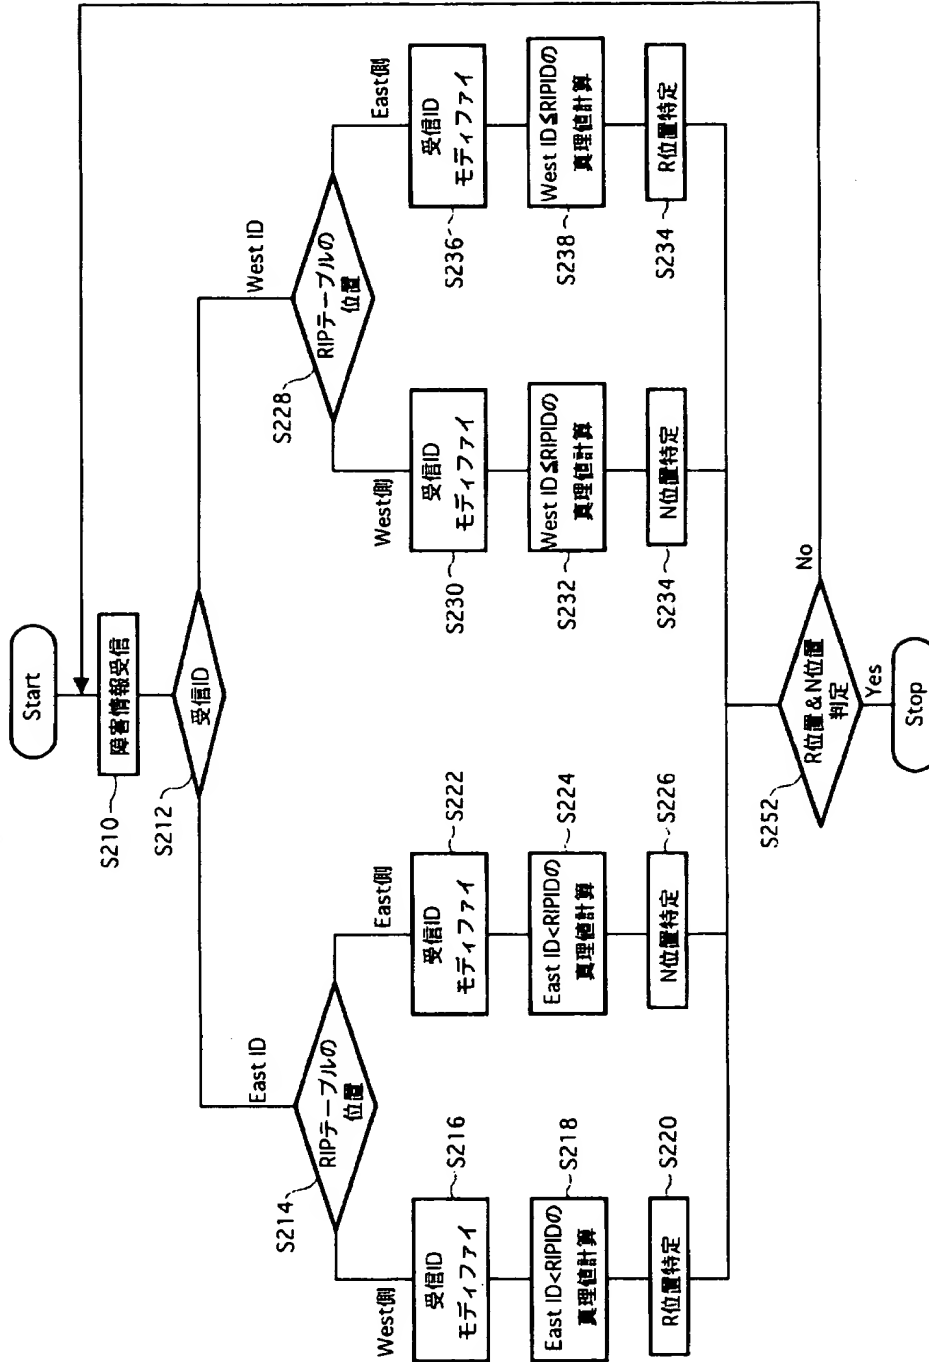 Start
S210
障害情報受信
S212
受信ID
East ID
West ID
S214
RIPテーブルの
位置
S228
RIPテーブルの
位置
West側
East側
West側
East側
S216
受信ID
モディファイ
S222
受信ID
モディファイ
S230
受信ID
モディファイ
S236
受信ID
モディファイ
S218
East ID<RIPIDの
真理値計算
S224
East ID<RIPIDの
真理値計算
S232
West ID≦RIPIDの
真理値計算
S238
West ID≦RIPIDの
真理値計算
S220
R位置特定
S226
N位置特定
S234
N位置特定
S234
R位置特定
S252
R位置&N位置
判定
No
Yes
Stop